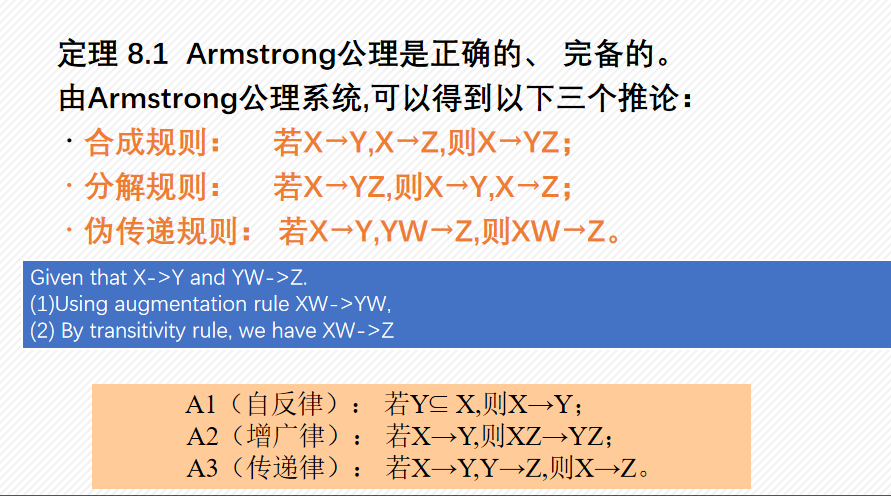 定理 8.1 Armstrong公理是正确的、 完备的。
由Armstrong公理系统,可以得到以下三个推论：
· 合成规则： 若X→Y,X→Z,则X→YZ；
· 分解规则： 若X→YZ,则X→Y,X→Z；
· 伪传递规则： 若X→Y,YW→Z,则XW→Z。
Given that X->Y and YW->Z.
(1)Using augmentation rule XW->YW,
(2) By transitivity rule, we have XW->Z
A1（自反律）： 若Y⊆ X,则X→Y；
A2（增广律）： 若X→Y,则XZ→YZ；
A3（传递律）： 若X→Y,Y→Z,则X→Z。